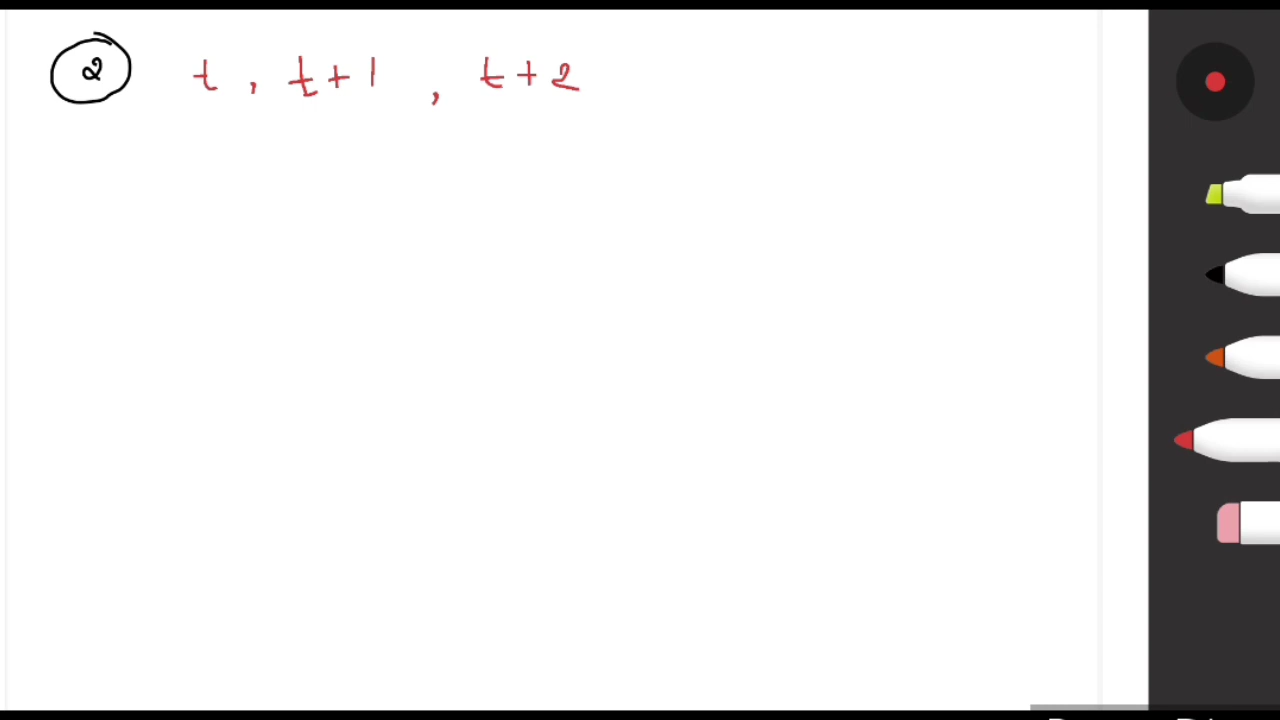 2 t , t+1 , t+2